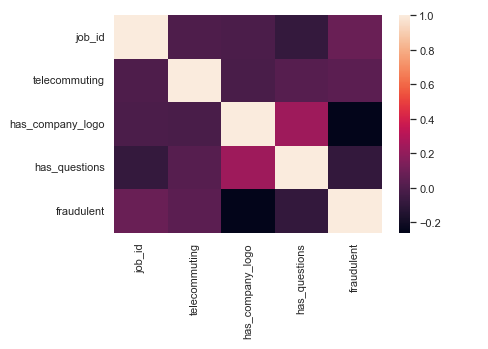 job_id
telecommuting
has_company_logo
has_questions
fraudulent
job_id
telecommuting
has_company_logo
has_questions
fraudulent
1.0
0.8
0.6
0.4
0.2
0.0
−0.2